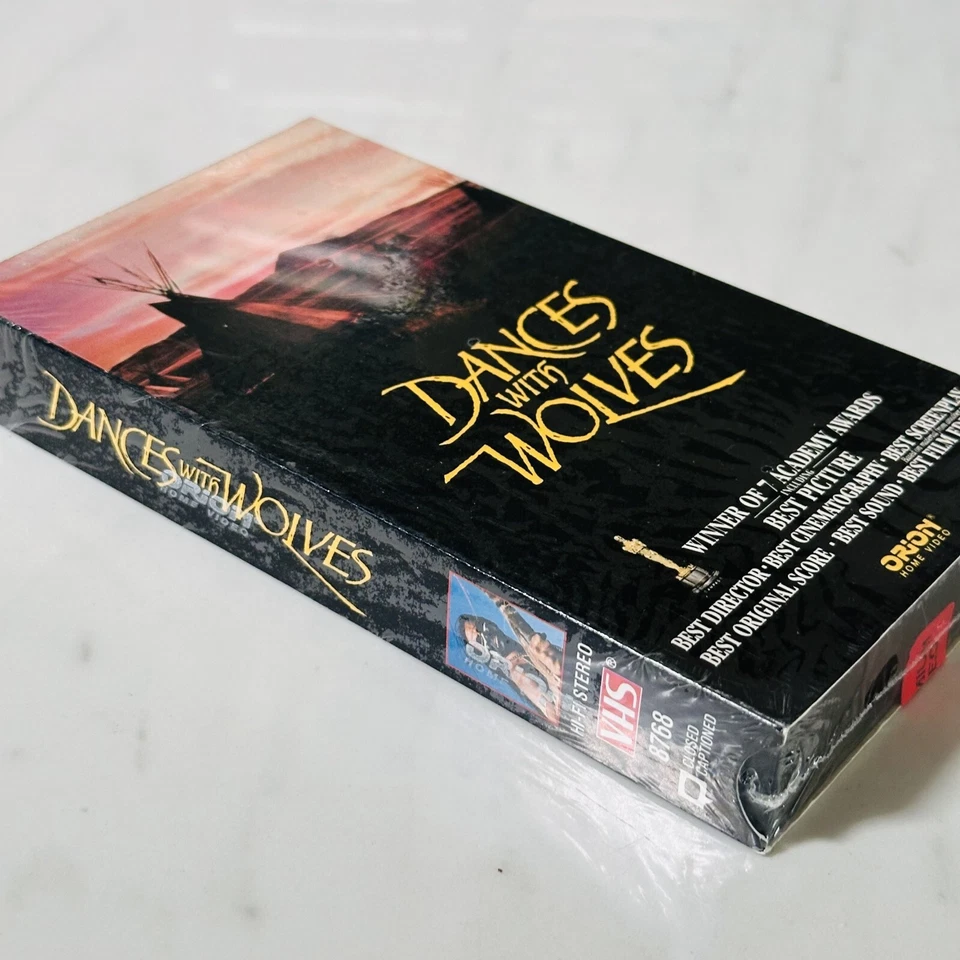 DANCES
WITH
WOLVES
WINNER OF 7 ACADEMY AWARDS
INCLUDING
BEST PICTURE
BEST DIRECTOR • BEST CINEMATOGRAPHY • BEST SCREENPLAY
BEST ORIGINAL SCORE • BEST SOUND • BEST FILM
ORION®
HOME VIDEO
DANCES WITH WOLVES
ORION
HOME VIDEO
HI-FI STEREO
VHS®
8768
CLOSED
CAPTIONED